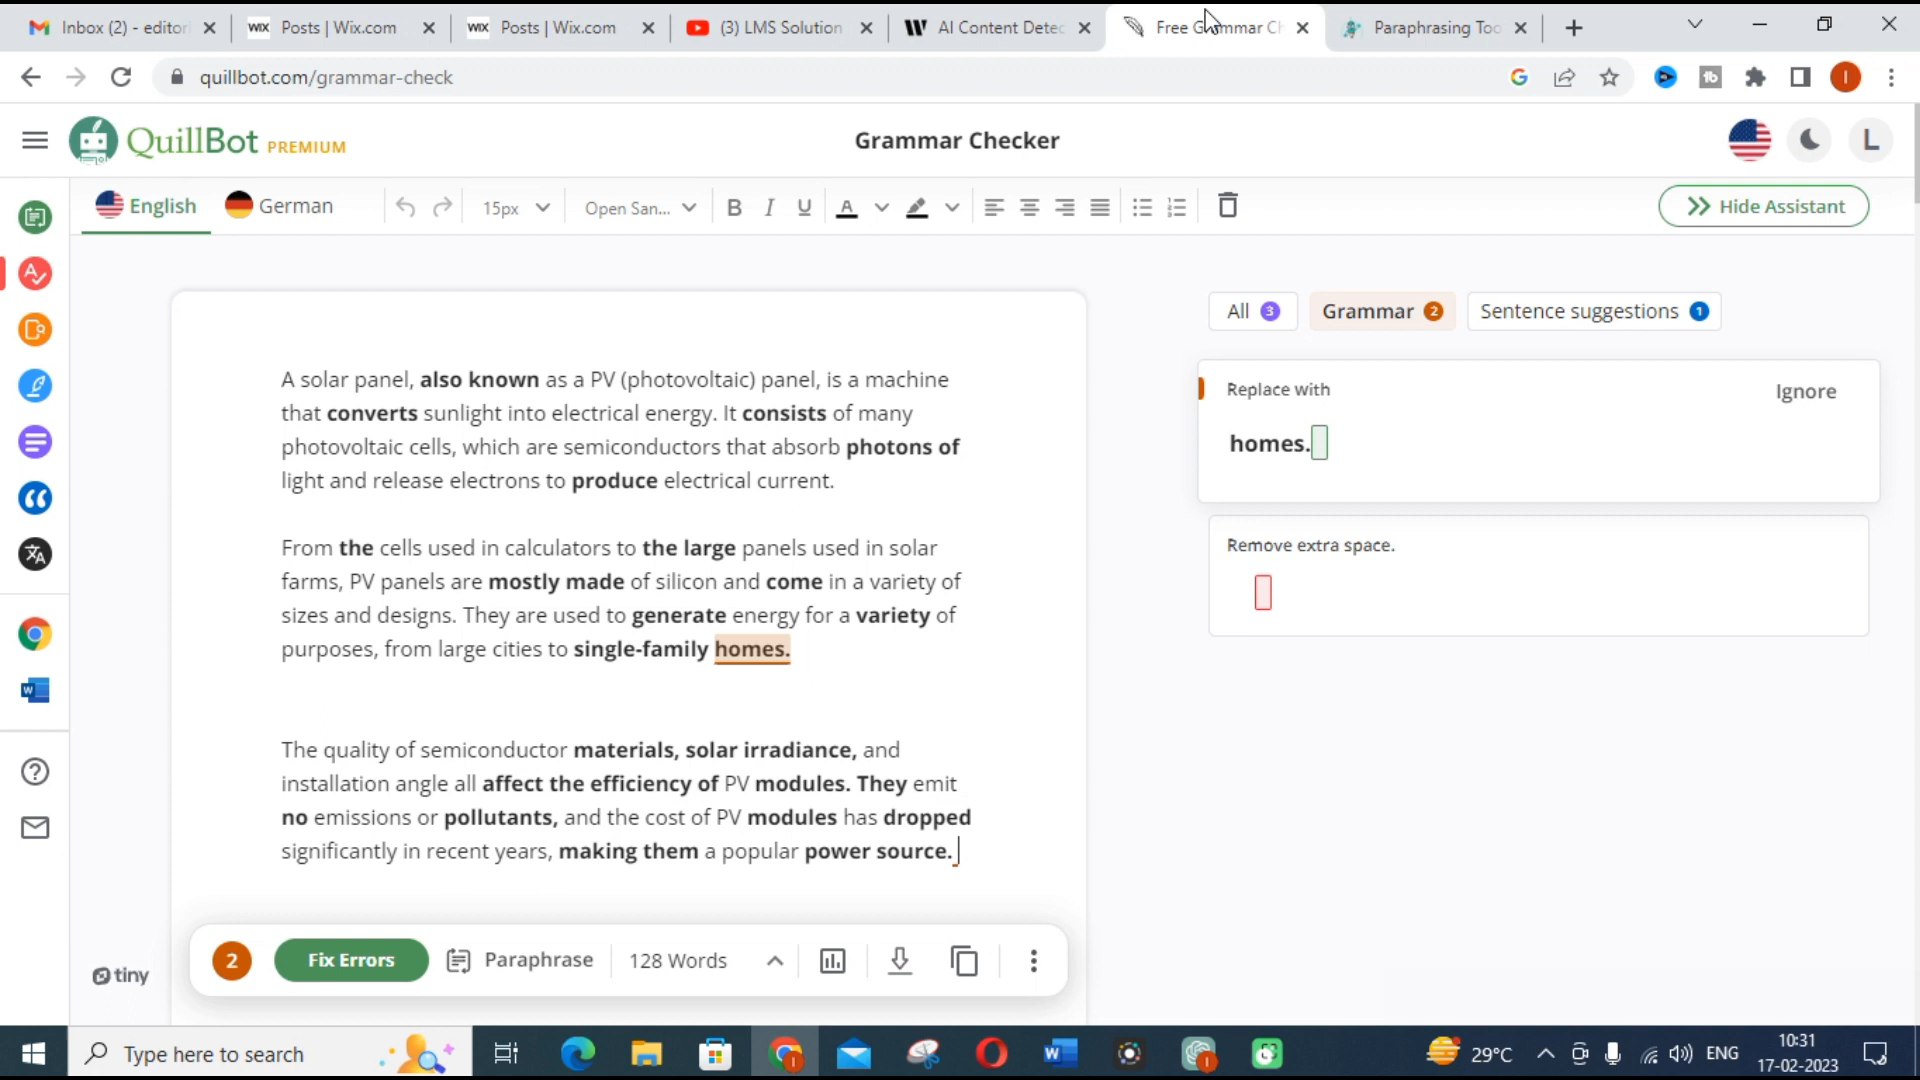 Inbox (2) - editori
WIX Posts | Wix.com
WIX Posts | Wix.com
(3) LMS Solution
W AI Content Detec
Free Grammar Ch
Paraphrasing Too
quillbot.com/grammar-check
QuillBot PREMIUM
Grammar Checker
L
English
German
15px
Open San...
B I U A
Hide Assistant
All 3
Grammar 2
Sentence suggestions 1
A solar panel, also known as a PV (photovoltaic) panel, is a machine
that converts sunlight into electrical energy. It consists of many
photovoltaic cells, which are semiconductors that absorb photons of
light and release electrons to produce electrical current.
From the cells used in calculators to the large panels used in solar
farms, PV panels are mostly made of silicon and come in a variety of
sizes and designs. They are used to generate energy for a variety of
purposes, from large cities to single-family homes.
The quality of semiconductor materials, solar irradiance, and
installation angle all affect the efficiency of PV modules. They emit
no emissions or pollutants, and the cost of PV modules has dropped
significantly in recent years, making them a popular power source.
Replace with
Ignore
homes.
Remove extra space.
tiny
2
Fix Errors
Paraphrase
128 Words
Type here to search
29°C
ENG
10:31
17-02-2023